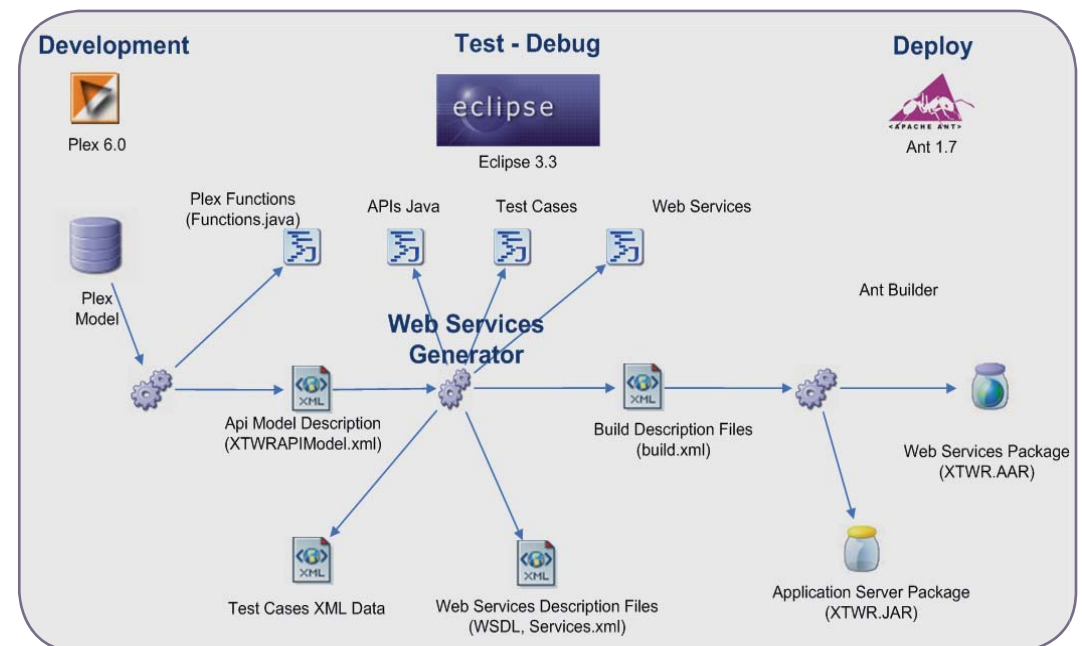 Development
Test - Debug
Deploy
eclipse
<APACHE ANT>
Plex 6.0
Eclipse 3.3
Ant 1.7
Plex Functions
(Functions.java)
APIs Java
Test Cases
Web Services
Plex
Model
Ant Builder
Web Services
Generator
XML
Api Model Description
(XTWRAPIModel.xml)
XML
Build Description Files
(build.xml)
Web Services Package
(XTWR.AAR)
XML
Test Cases XML Data
XML
Web Services Description Files
(WSDL, Services.xml)
Application Server Package
(XTWR.JAR)